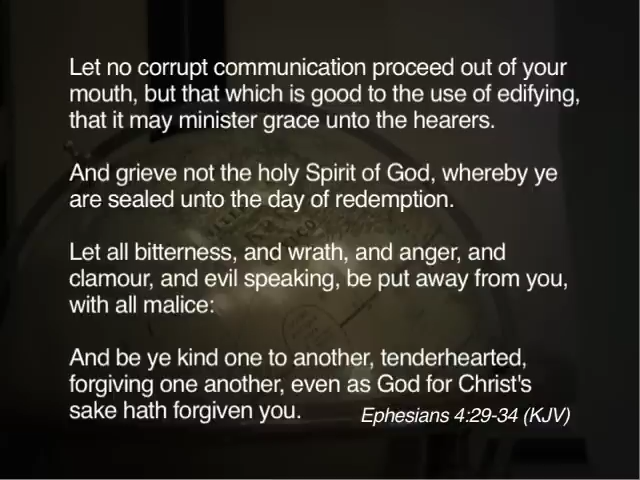 Let no corrupt communication proceed out of your
mouth, but that which is good to the use of edifying,
that it may minister grace unto the hearers.
And grieve not the holy Spirit of God, whereby ye
are sealed unto the day of redemption.
Let all bitterness, and wrath, and anger, and
clamour, and evil speaking, be put away from you,
with all malice:
And be ye kind one to another, tenderhearted,
forgiving one another, even as God for Christ's
sake hath forgiven you.
Ephesians 4:29-34 (KJV)